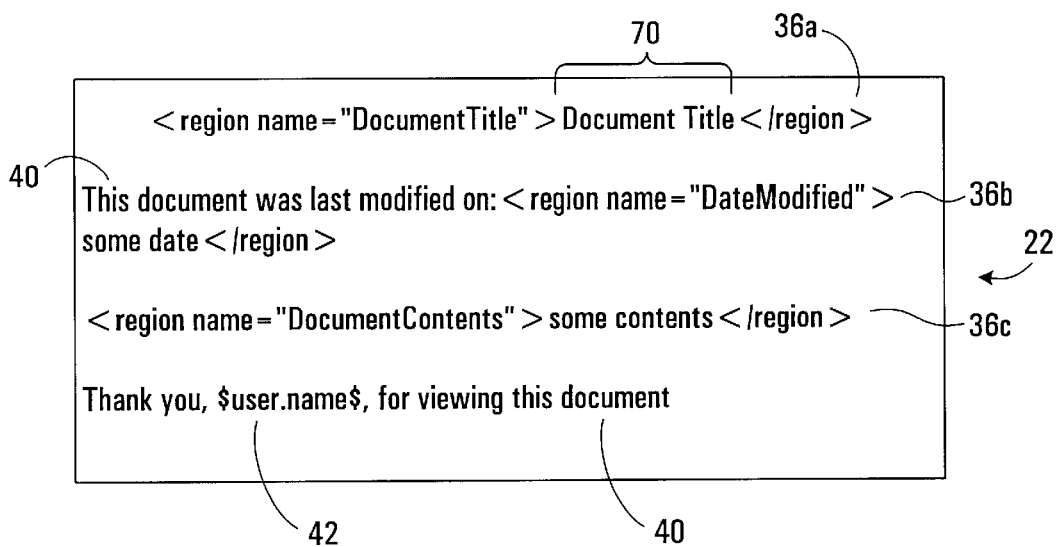 70
36a
<region name="DocumentTitle">Document Title</region>
40
This document was last modified on:<region name="DateModified">
36b
some date</region>
22
<region name="DocumentContents">some contents</region>
36c
Thank you, $user.name$, for viewing this document
42
40